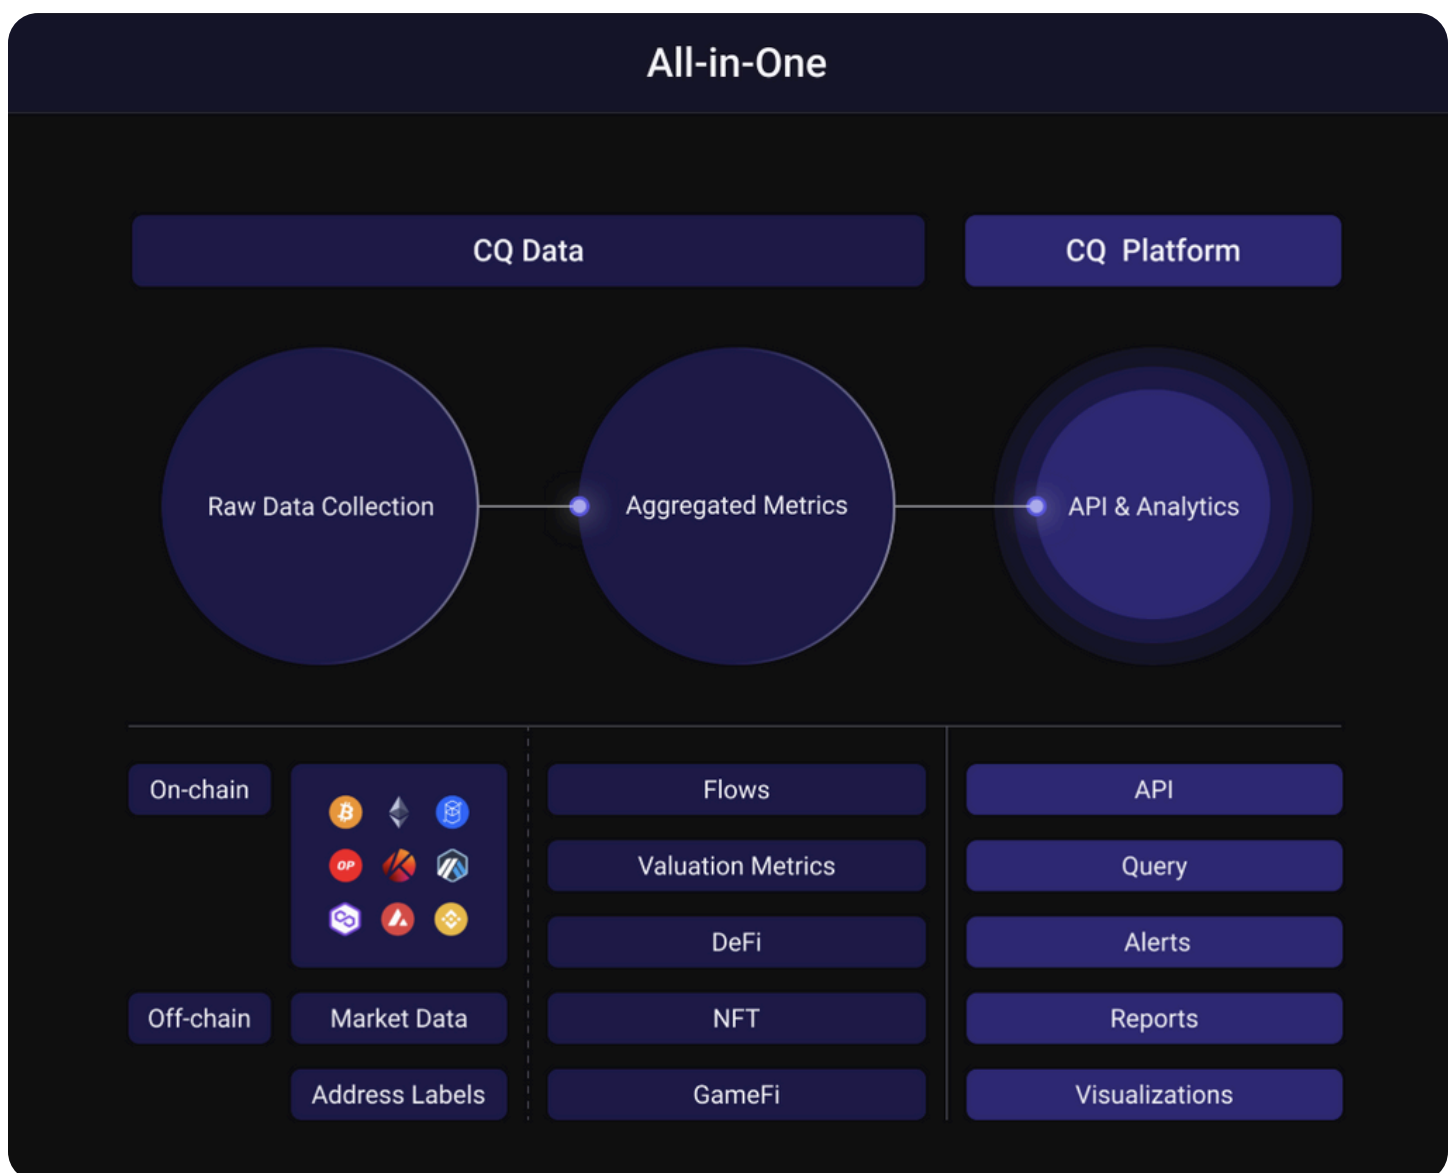 All-in-One
CQ Data
CQ Platform
Raw Data Collection
Aggregated Metrics
API & Analytics
On-chain
OP
Flows
Valuation Metrics
DeFi
Off-chain
Market Data
NFT
Address Labels
GameFi
API
Query
Alerts
Reports
Visualizations